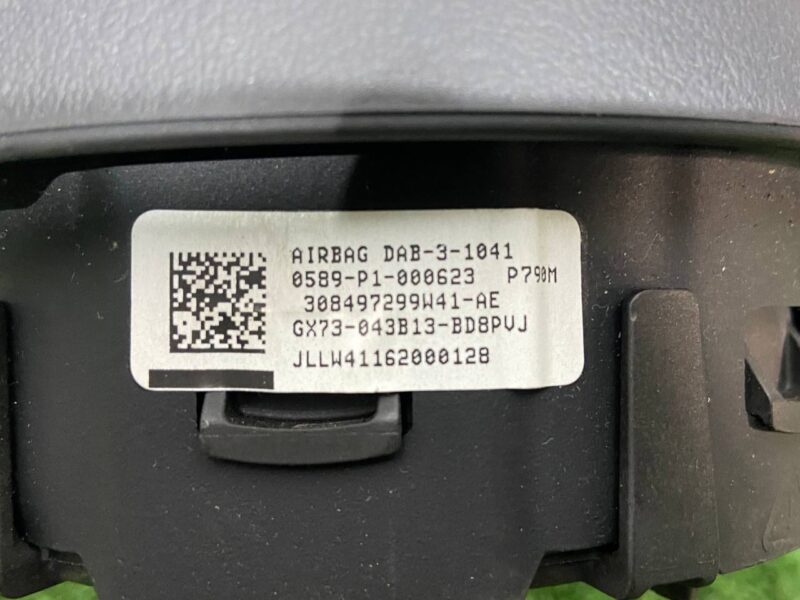 AIRBAG DAB-3-1041
0589-P1-000623 P790M
308497299W41-AE
GX73-043B13-BD8PVJ
JLLW41162000128